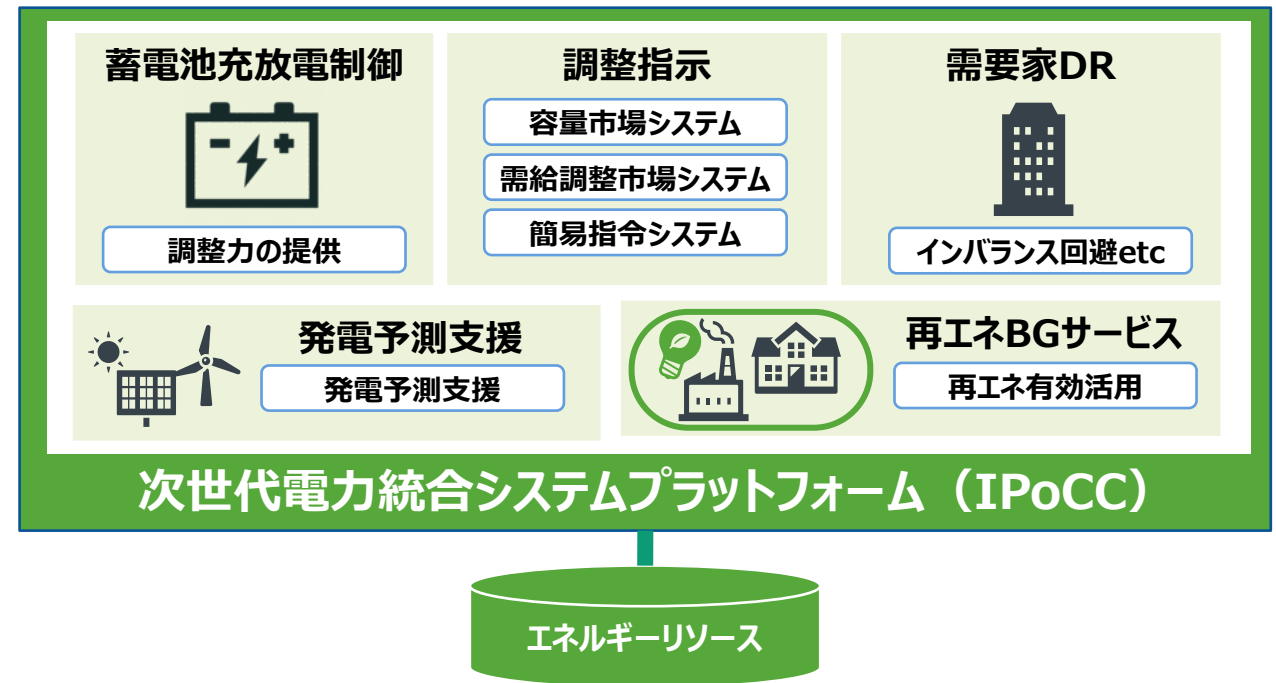 蓄電池充放電制御
調整力の提供
調整指示
容量市場システム
需給調整市場システム
簡易指令システム
需要家DR
インバランス回避etc
発電予測支援
発電予測支援
再エネBGサービス
再エネ有効活用
次世代電力統合システムプラットフォーム（IPoCC）
エネルギーリソース